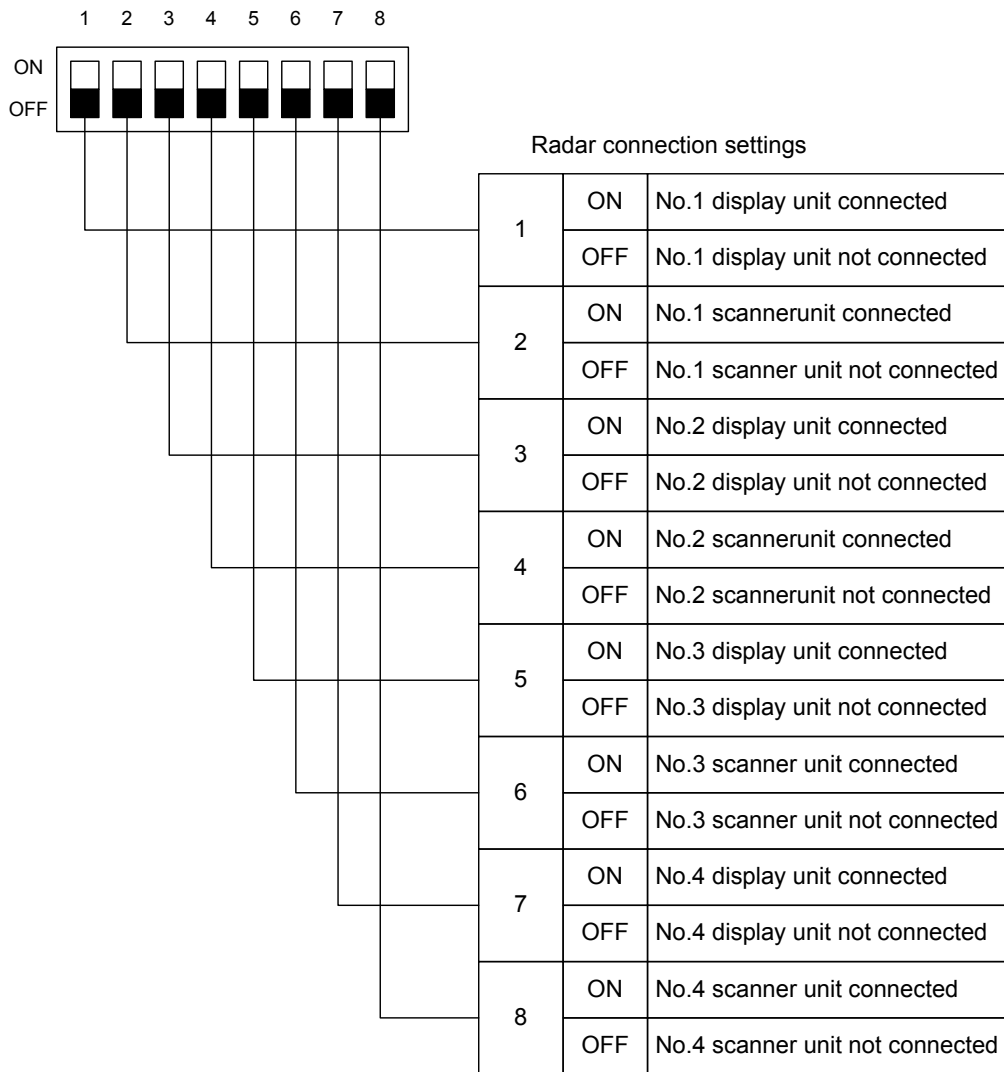 1 2 3 4 5 6 7 8
ON
OFF
Radar connection settings
1 ON No.1 display unit connected
OFF No.1 display unit not connected
2 ON No.1 scannerunit connected
OFF No.1 scanner unit not connected
3 ON No.2 display unit connected
OFF No.2 display unit not connected
4 ON No.2 scannerunit connected
OFF No.2 scannerunit not connected
5 ON No.3 display unit connected
OFF No.3 display unit not connected
6 ON No.3 scanner unit connected
OFF No.3 scanner unit not connected
7 ON No.4 display unit connected
OFF No.4 display unit not connected
8 ON No.4 scanner unit connected
OFF No.4 scanner unit not connected